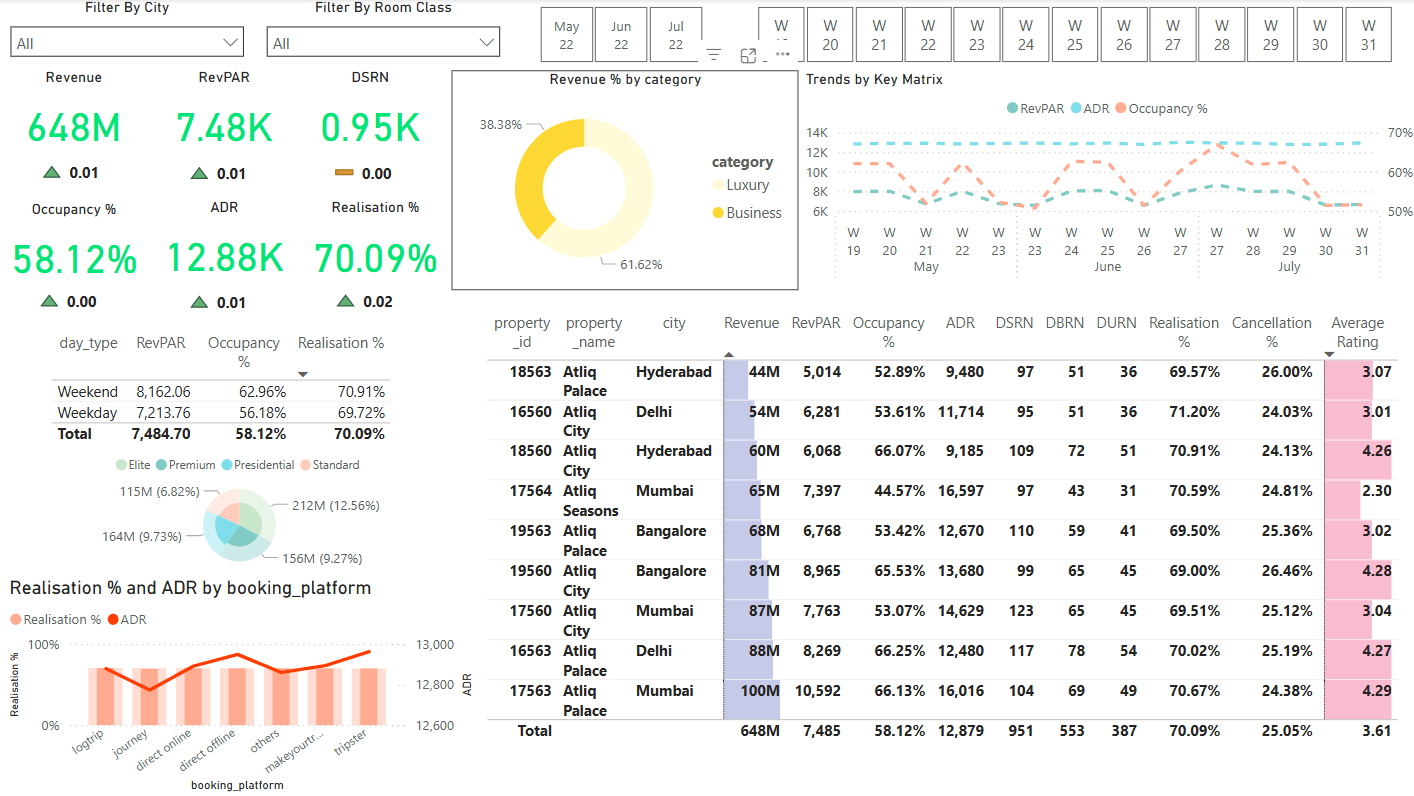 Filter By City
Filter By Room Class
All
All
May 22
Jun 22
Jul 22
W
W 20
W 21
W 22
W 23
W 24
W 25
W 26
W 27
W 28
W 29
W 30
W 31
Revenue
RevPAR
DSRN
648M
7.48K
0.95K
0.01
0.01
0.00
Occupancy %
ADR
Realisation %
58.12%
12.88K
70.09%
0.00
0.01
0.02
Revenue % by category
38.38%
61.62%
category
Luxury
Business
Trends by Key Matrix
RevPAR ADR Occupancy %
14K
12K
10K
8K
6K
70%
60%
50%
W W W W W W W W W W W W W W W
19 20 21 22 23 23 24 25 26 27 27 28 29 30 31
May June July
day_type RevPAR Occupancy % Realisation %
Weekend 8,162.06 62.96% 70.91%
Weekday 7,213.76 56.18% 69.72%
Total 7,484.70 58.12% 70.09%
Elite Premium Presidential Standard
115M (6.82%)
212M (12.56%)
164M (9.73%)
156M (9.27%)
Realisation % and ADR by booking_platform
Realisation % ADR
100%
0%
Realisation %
13,000
12,800
12,600
ADR
logtrip
journey
direct online
direct offline
others
makeyourtr...
tripster
booking_platform
property_id property_name city Revenue RevPAR Occupancy % ADR DSRN DBRN DURN Realisation % Cancellation % Average Rating
18563 Atliq Palace Hyderabad 44M 5,014 52.89% 9,480 97 51 36 69.57% 26.00% 3.07
16560 Atliq City Delhi 54M 6,281 53.61% 11,714 95 51 36 71.20% 24.03% 3.01
18560 Atliq City Hyderabad 60M 6,068 66.07% 9,185 109 72 51 70.91% 24.13% 4.26
17564 Atliq Seasons Mumbai 65M 7,397 44.57% 16,597 97 43 31 70.59% 24.81% 2.30
19563 Atliq Palace Bangalore 68M 6,768 53.42% 12,670 110 59 41 69.50% 25.36% 3.02
19560 Atliq City Bangalore 81M 8,965 65.53% 13,680 99 65 45 69.00% 26.46% 4.28
17560 Atliq City Mumbai 87M 7,763 53.07% 14,629 123 65 45 69.51% 25.12% 3.04
16563 Atliq Palace Delhi 88M 8,269 66.25% 12,480 117 78 54 70.02% 25.19% 4.27
17563 Atliq Palace Mumbai 100M 10,592 66.13% 16,016 104 69 49 70.67% 24.38% 4.29
Total 648M 7,485 58.12% 12,879 951 553 387 70.09% 25.05% 3.61